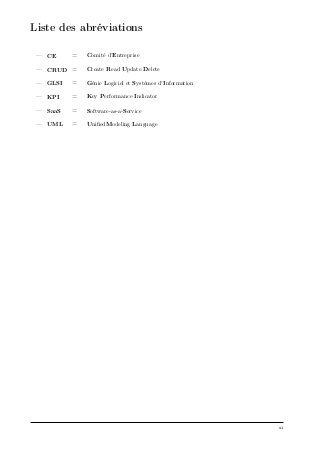 Liste des abréviations
— CE = Comité d'Entreprise
— CRUD = Create Read Update Delete
— GLSI = Génie Logiciel et Systèmes d'Information
— KPI = Key Performance Indicator
— SaaS = Software-as-a-Service
— UML = Unified Modeling Language